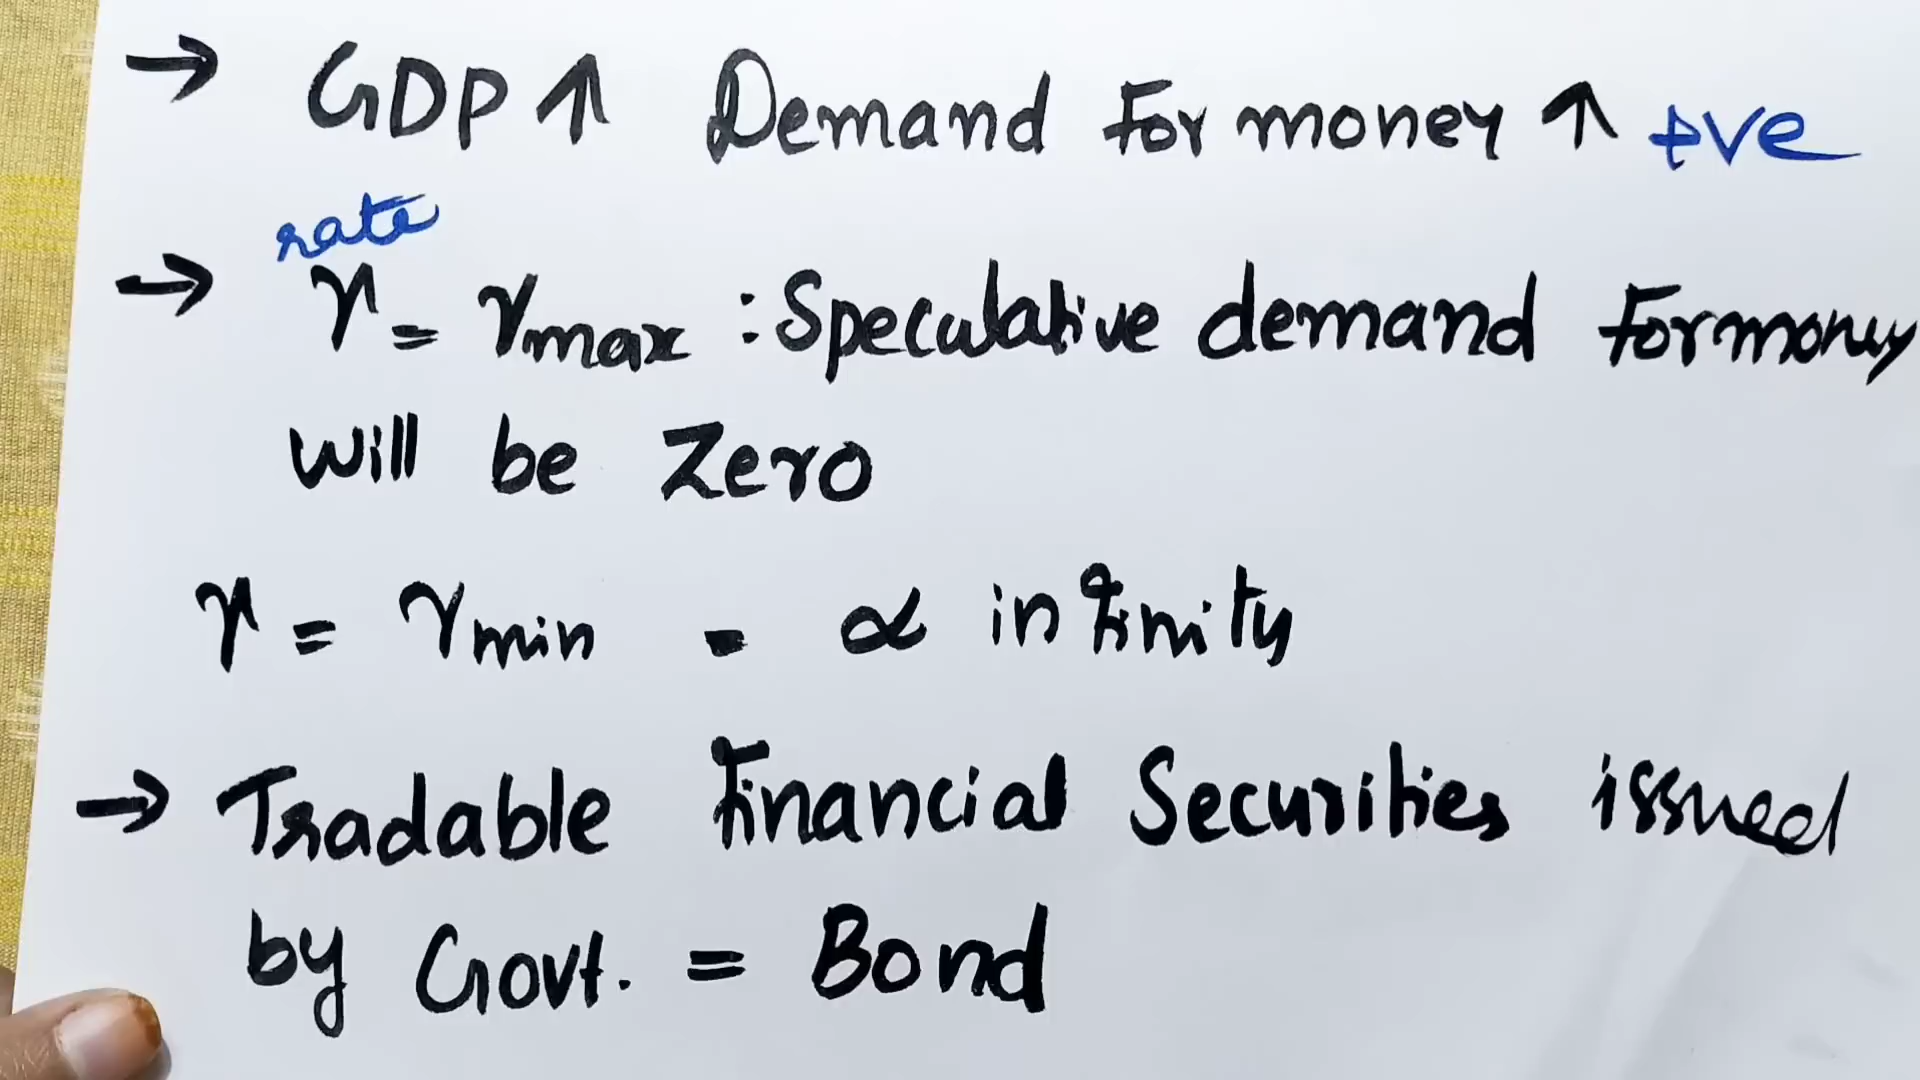 → GDP ↑ Demand For money ↑ +ve
rate
→ r = rmax : Speculative demand For money
will be Zero
r = rmin = ∝ infinity
→ Tradable Financial Securities issued
by Govt. = Bond